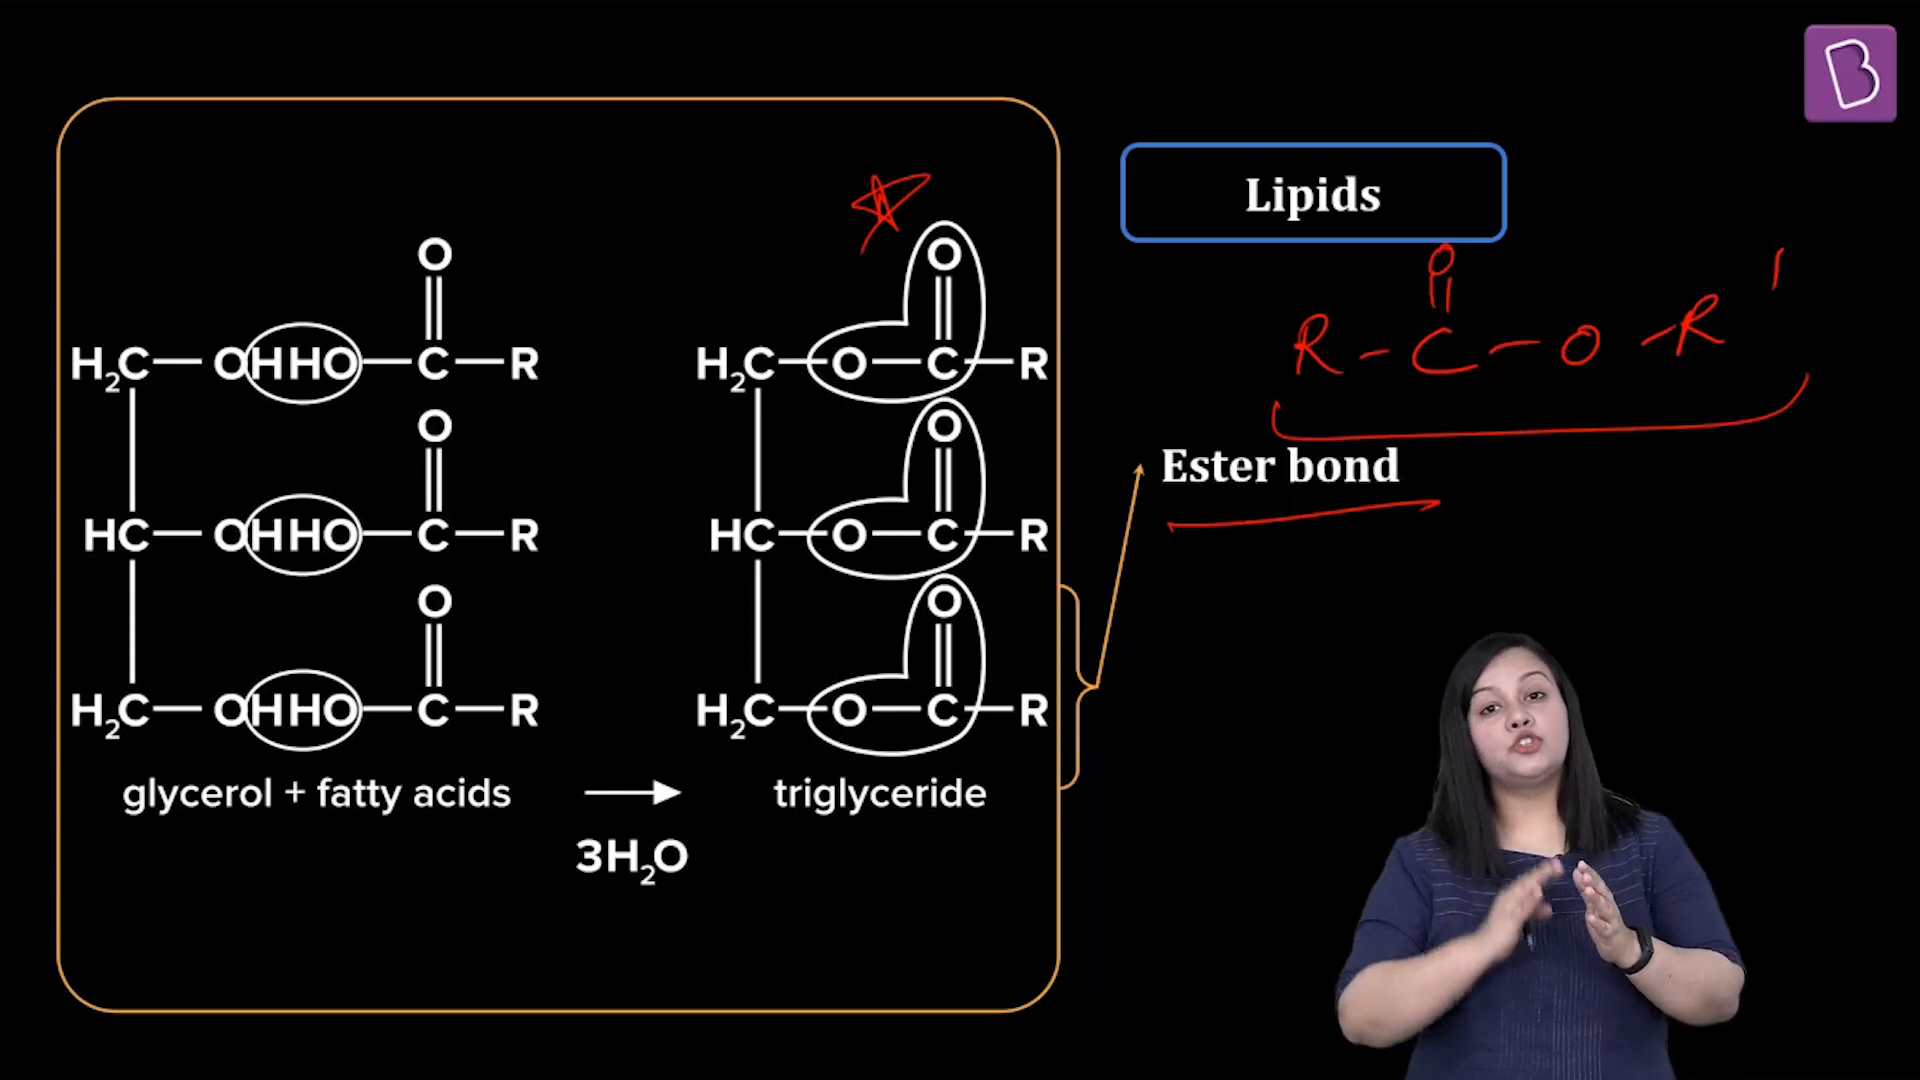 Lipids
O
H₂C—OHHO—C—R
O
HC—OHHO—C—R
O
H₂C—OHHO—C—R
glycerol + fatty acids
→
3H₂O
O
H₂C—O—C—R
O
HC—O—C—R
O
H₂C—O—C—R
triglyceride
O
R-C-O-R'
Ester bond
B